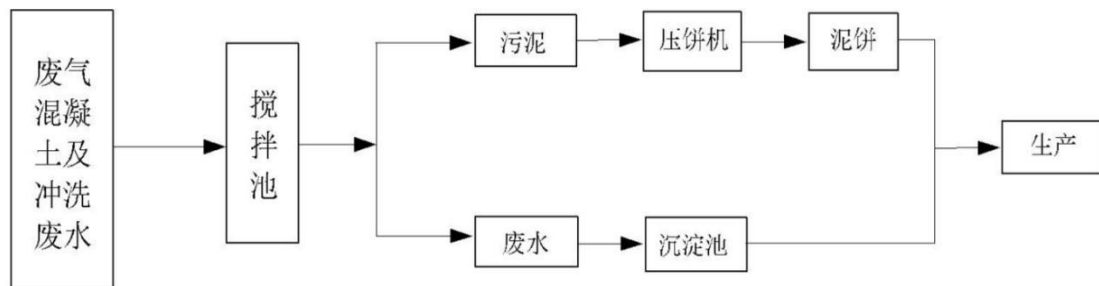 废气
混凝
土及
冲洗
废水
搅
拌
池
污泥
压饼机
泥饼
废水
沉淀池
生产